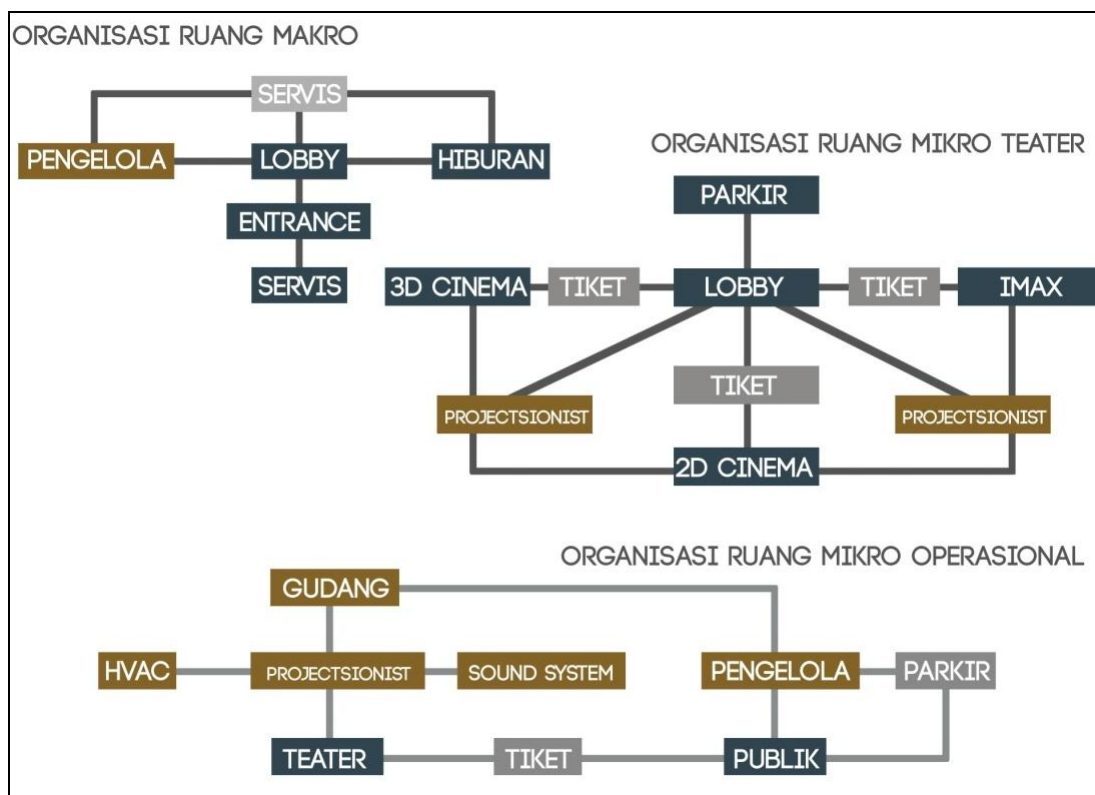 ORGANISASI RUANG MAKRO
SERVIS
PENGELOLA
LOBBY
HIBURAN
ENTRANCE
SERVIS
ORGANISASI RUANG MIKRO TEATER
PARKIR
3D CINEMA
TIKET
LOBBY
TIKET
IMAX
TIKET
PROJECTSIONIST
PROJECTSIONIST
2D CINEMA
ORGANISASI RUANG MIKRO OPERASIONAL
GUDANG
HVAC
PROJECTSIONIST
SOUND SYSTEM
PENGELOLA
PARKIR
TEATER
TIKET
PUBLIK